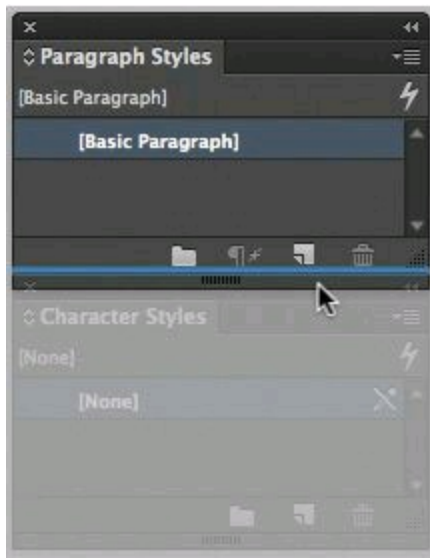 Paragraph Styles
[Basic Paragraph]
[Basic Paragraph]
Character Styles
[None]
[None]